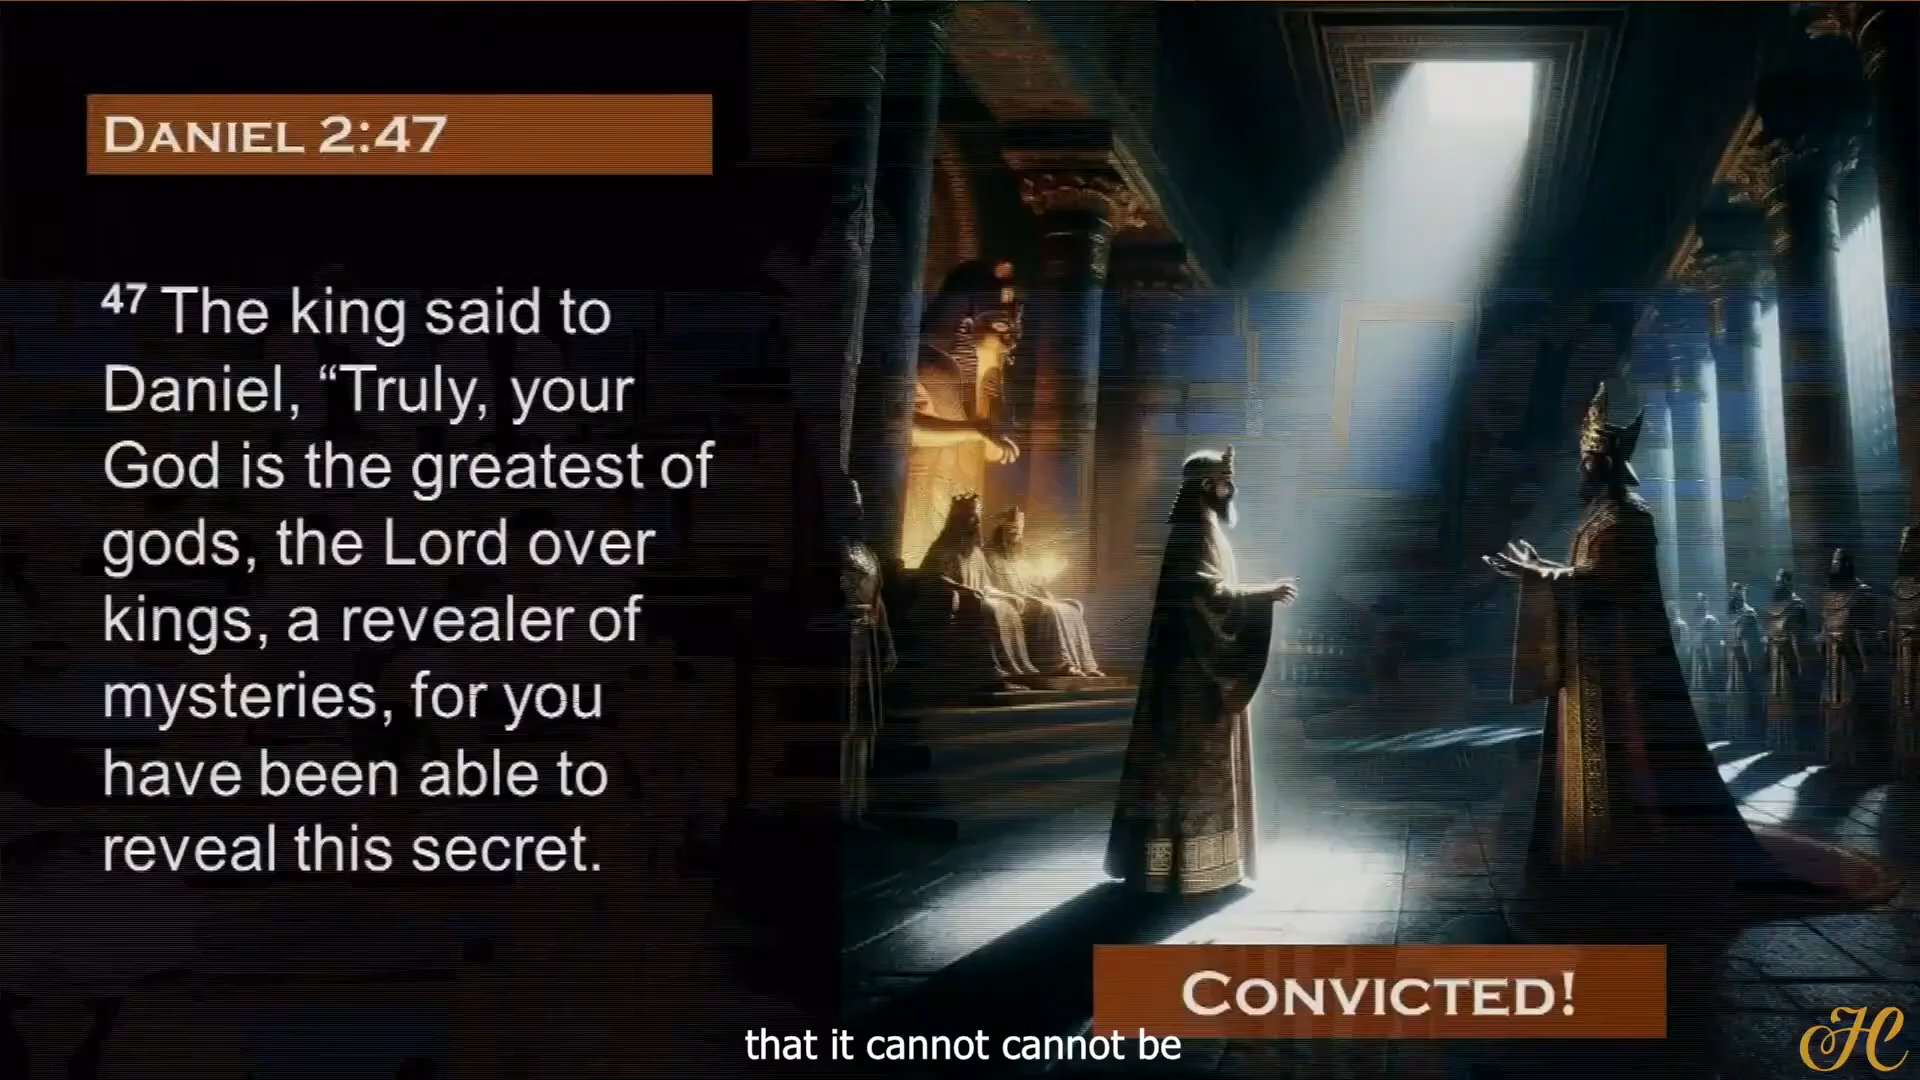 DANIEL 2:47
47 The king said to
Daniel, “Truly, your
God is the greatest of
gods, the Lord over
kings, a revealer of
mysteries, for you
have been able to
reveal this secret.
CONVICTED!
that it cannot cannot be
H